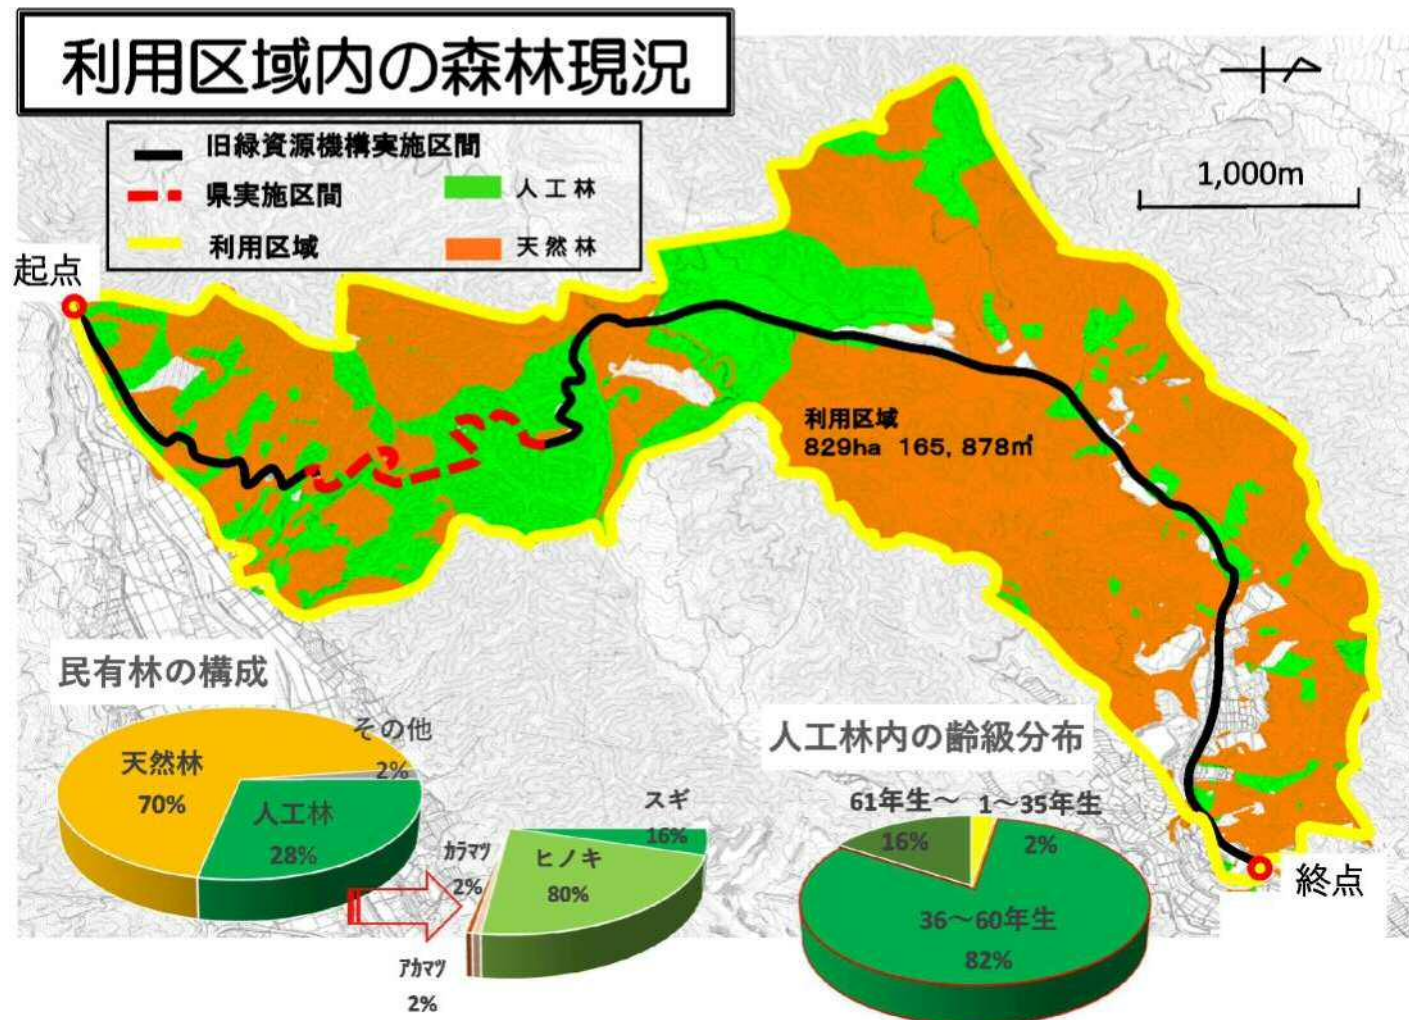 利用区域内の森林現況
旧緑資源機構実施区間
県実施区間
人工林
利用区域
天然林
1,000m
起点
利用区域
829ha 165,878㎥
民有林の構成
その他
2%
天然林
70%
人工林
28%
スギ
16%
カラマツ
2%
ヒノキ
80%
アカマツ
2%
人工林内の齢級分布
61年生～
16%
1～35年生
2%
36～60年生
82%
終点